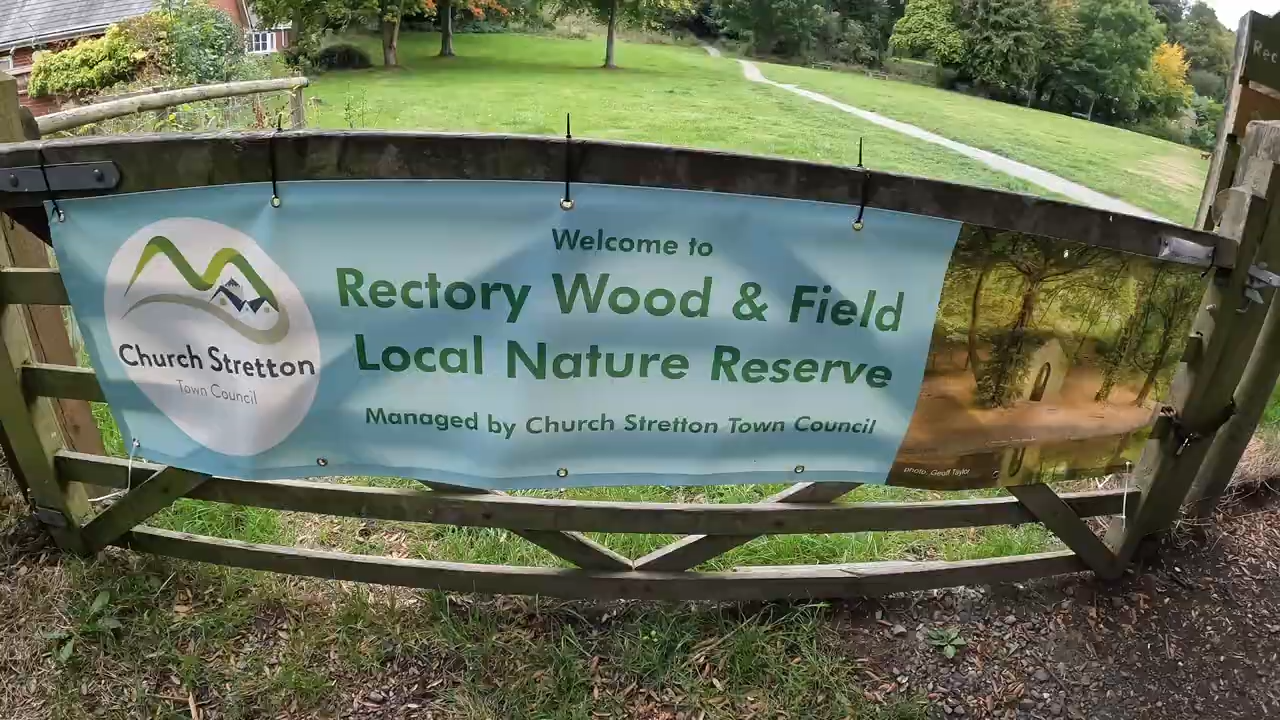 Welcome to
Rectory Wood & Field
Local Nature Reserve
Managed by Church Stretton Town Council
Church Stretton
Town Council
photo. Geoff Taylor
Rec